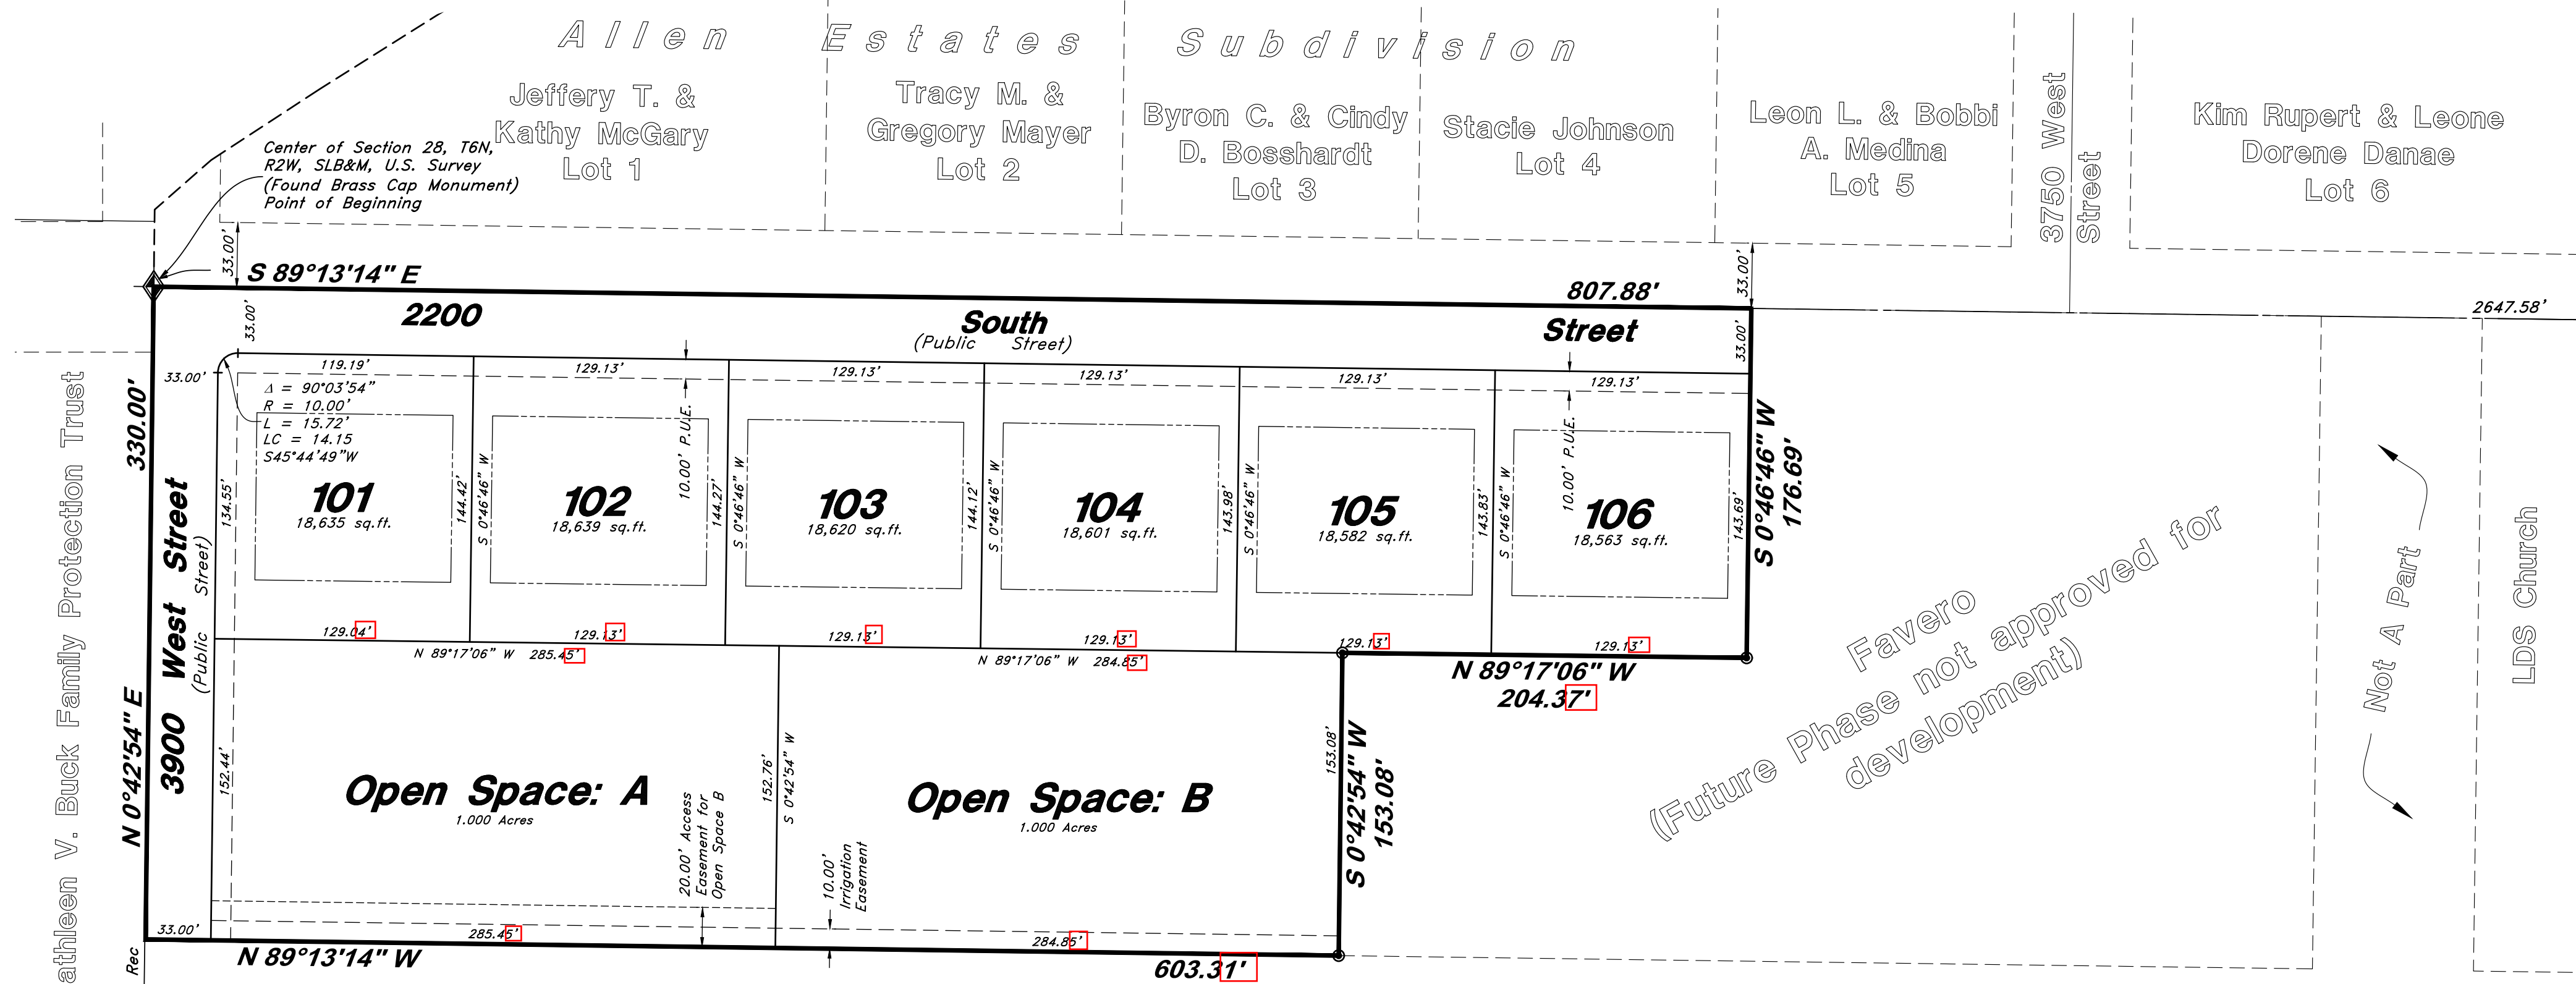 Allen Estates Subdivision
Jeffery T. &
Kathy McGary
Lot 1
Tracy M. &
Gregory Mayer
Lot 2
Byron C. & Cindy
D. Bosshardt
Lot 3
Stacie Johnson
Lot 4
Leon L. & Bobbi
A. Medina
Lot 5
3750 West
Street
Kim Rupert & Leone
Dorene Danae
Lot 6
Center of Section 28, T6N,
R2W, SLB&M, U.S. Survey
(Found Brass Cap Monument)
Point of Beginning
33.00'
S 89°13'14" E
807.88'
33.00'
2647.58'
33.00'
2200 South Street
(Public Street)
33.00'
33.00'
119.19'
129.13'
129.13'
129.13'
129.13'
129.13'
Δ = 90°03'54"
R = 10.00'
L = 15.72'
LC = 14.15
S45°44'49"W
10.00' P.U.E.
10.00' P.U.E.
330.00'
N 0°42'54" E
3900 West Street
(Public Street)
134.55'
101
18,635 sq.ft.
144.42'
S 0°46'46" W
102
18,639 sq.ft.
144.27'
S 0°46'46" W
103
18,620 sq.ft.
144.12'
S 0°46'46" W
104
18,601 sq.ft.
143.98'
S 0°46'46" W
105
18,582 sq.ft.
143.83'
S 0°46'46" W
106
18,563 sq.ft.
143.69'
S 0°46'46" W
176.69'
129.04'
129.13'
129.13'
129.13'
129.13'
129.13'
N 89°17'06" W 285.45'
N 89°17'06" W 284.85'
N 89°17'06" W
204.37'
152.44'
Open Space: A
1.000 Acres
20.00' Access
Easement for
Open Space B
152.76'
S 0°42'54" W
10.00'
Irrigation
Easement
Open Space: B
1.000 Acres
153.08'
S 0°42'54" W
153.08'
33.00'
285.45'
284.85'
N 89°13'14" W
603.31'
Rec
athleen V. Buck Family Protection Trust
Favero
(Future Phase not approved for
development)
Not A Part
LDS Church